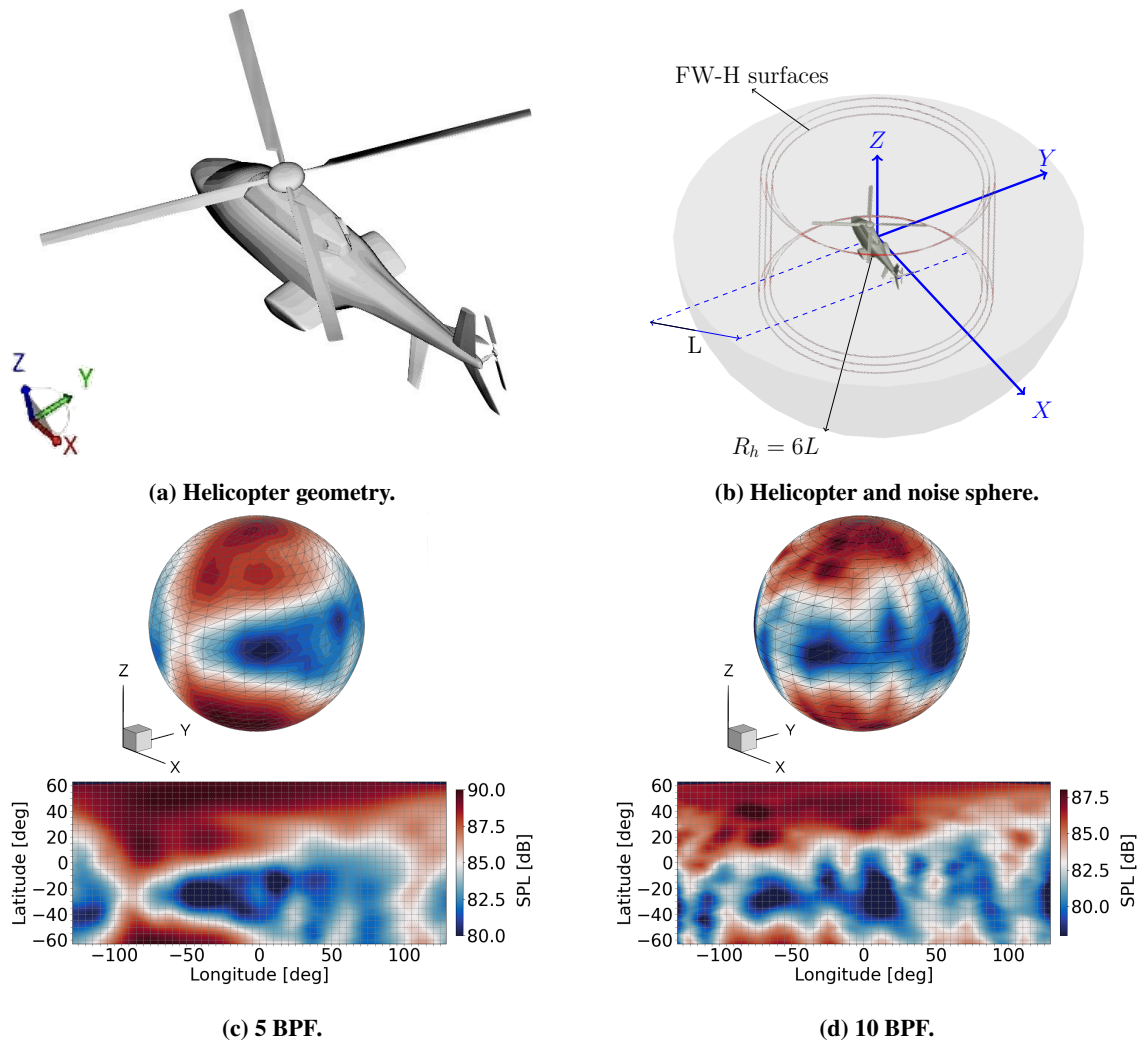 Z
Y
X
FW-H surfaces
Z
Y
L
X
R_h = 6L
(a) Helicopter geometry.
(b) Helicopter and noise sphere.
Z
Y
X
Z
Y
X
60
40
20
0
−20
−40
−60
Latitude [deg]
−100 −50 0 50 100
Longitude [deg]
90.0
87.5
85.0
82.5
80.0
SPL [dB]
60
40
20
0
−20
−40
−60
Latitude [deg]
−100 −50 0 50 100
Longitude [deg]
87.5
85.0
82.5
80.0
SPL [dB]
(c) 5 BPF.
(d) 10 BPF.